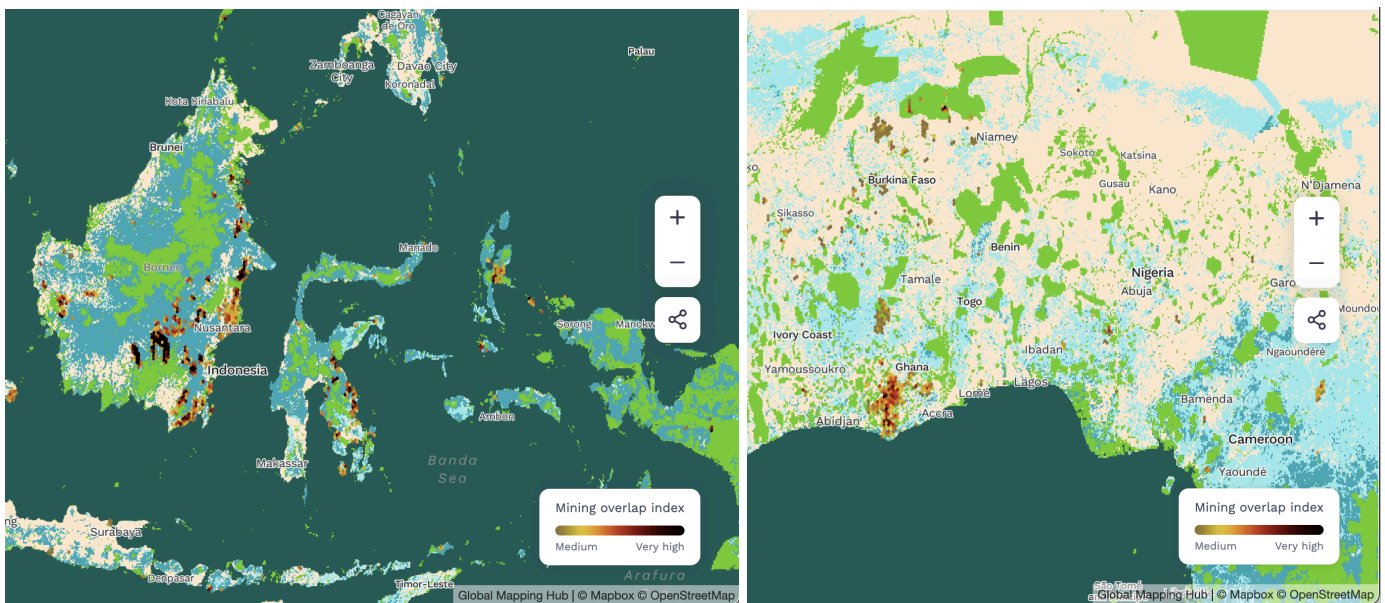 Cagayan
de Oro
Palau
Zamboanga
City
Davao City
Koronadal
Kota Kinabalu
Brunei
Manado
Borneo
Nusantara
Sorong
Manokw
Indonesia
Ambon
Makassar
Banda
Sea
Surabaya
Denpasar
Timor-Leste
Arafura
+
−
Mining overlap index
Medium
Very high
Global Mapping Hub | © Mapbox © OpenStreetMap
Niamey
Sokoto
Katsina
ko
Burkina Faso
Gusau
Kano
N'Djamena
Sikasso
Benin
Nigeria
Tamale
Abuja
Garo
Togo
Moundou
Ivory Coast
Ibadan
Ngaoundéré
Yamoussoukro
Ghana
Lagos
Lomé
Bamenda
Abidjan
Accra
Cameroon
Yaoundé
+
−
Mining overlap index
Medium
Very high
São Tomé
Global Mapping Hub | © Mapbox © OpenStreetMap